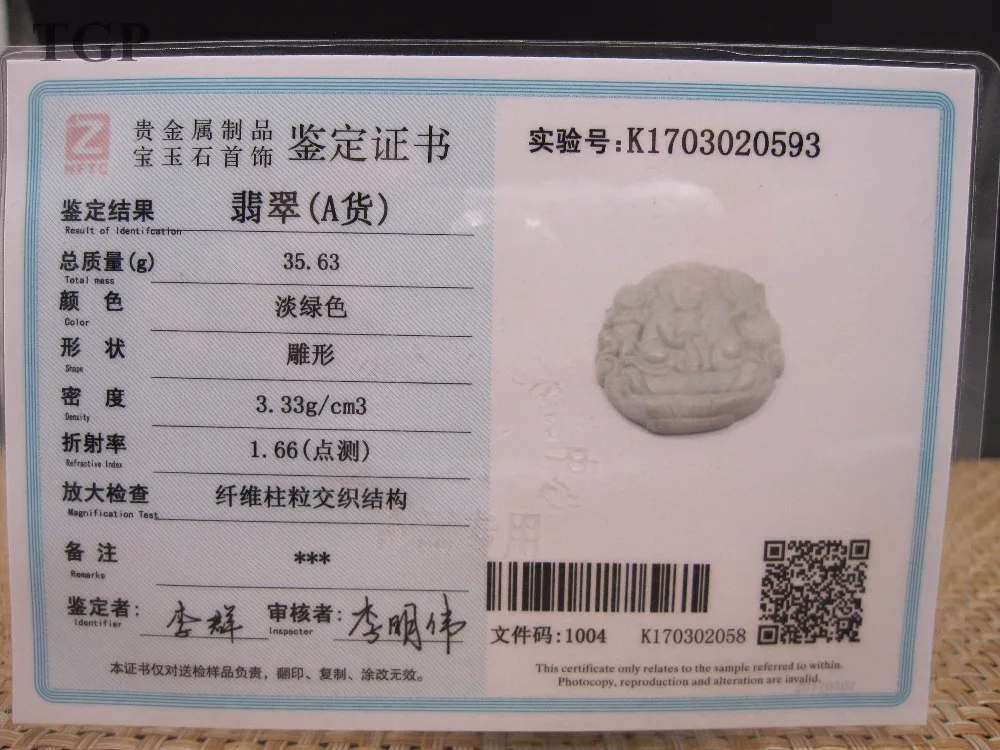 TGP
NFTC
贵金属制品
宝玉石首饰
鉴定证书
实验号:K1703020593
鉴定结果 翡翠(A货)
Result of Identifcation
总质量(g) 35.63
Total mass
颜 色 淡绿色
Color
形 状 雕形
Shape
密 度 3.33g/cm3
Density
折射率 1.66(点测)
Refractive Index
放大检查 纤维柱粒交织结构
Magnification Test
备 注 ***
Remarks
鉴定者: 李群 审核者: 李明伟
Identifier Inspecter
文件码:1004 K170302058
本证书仅对送检样品负责，翻印、复制、涂改无效。
This certificate only relates to the sample referred to within.
Photocopy, reproduction and alteration are invalid.